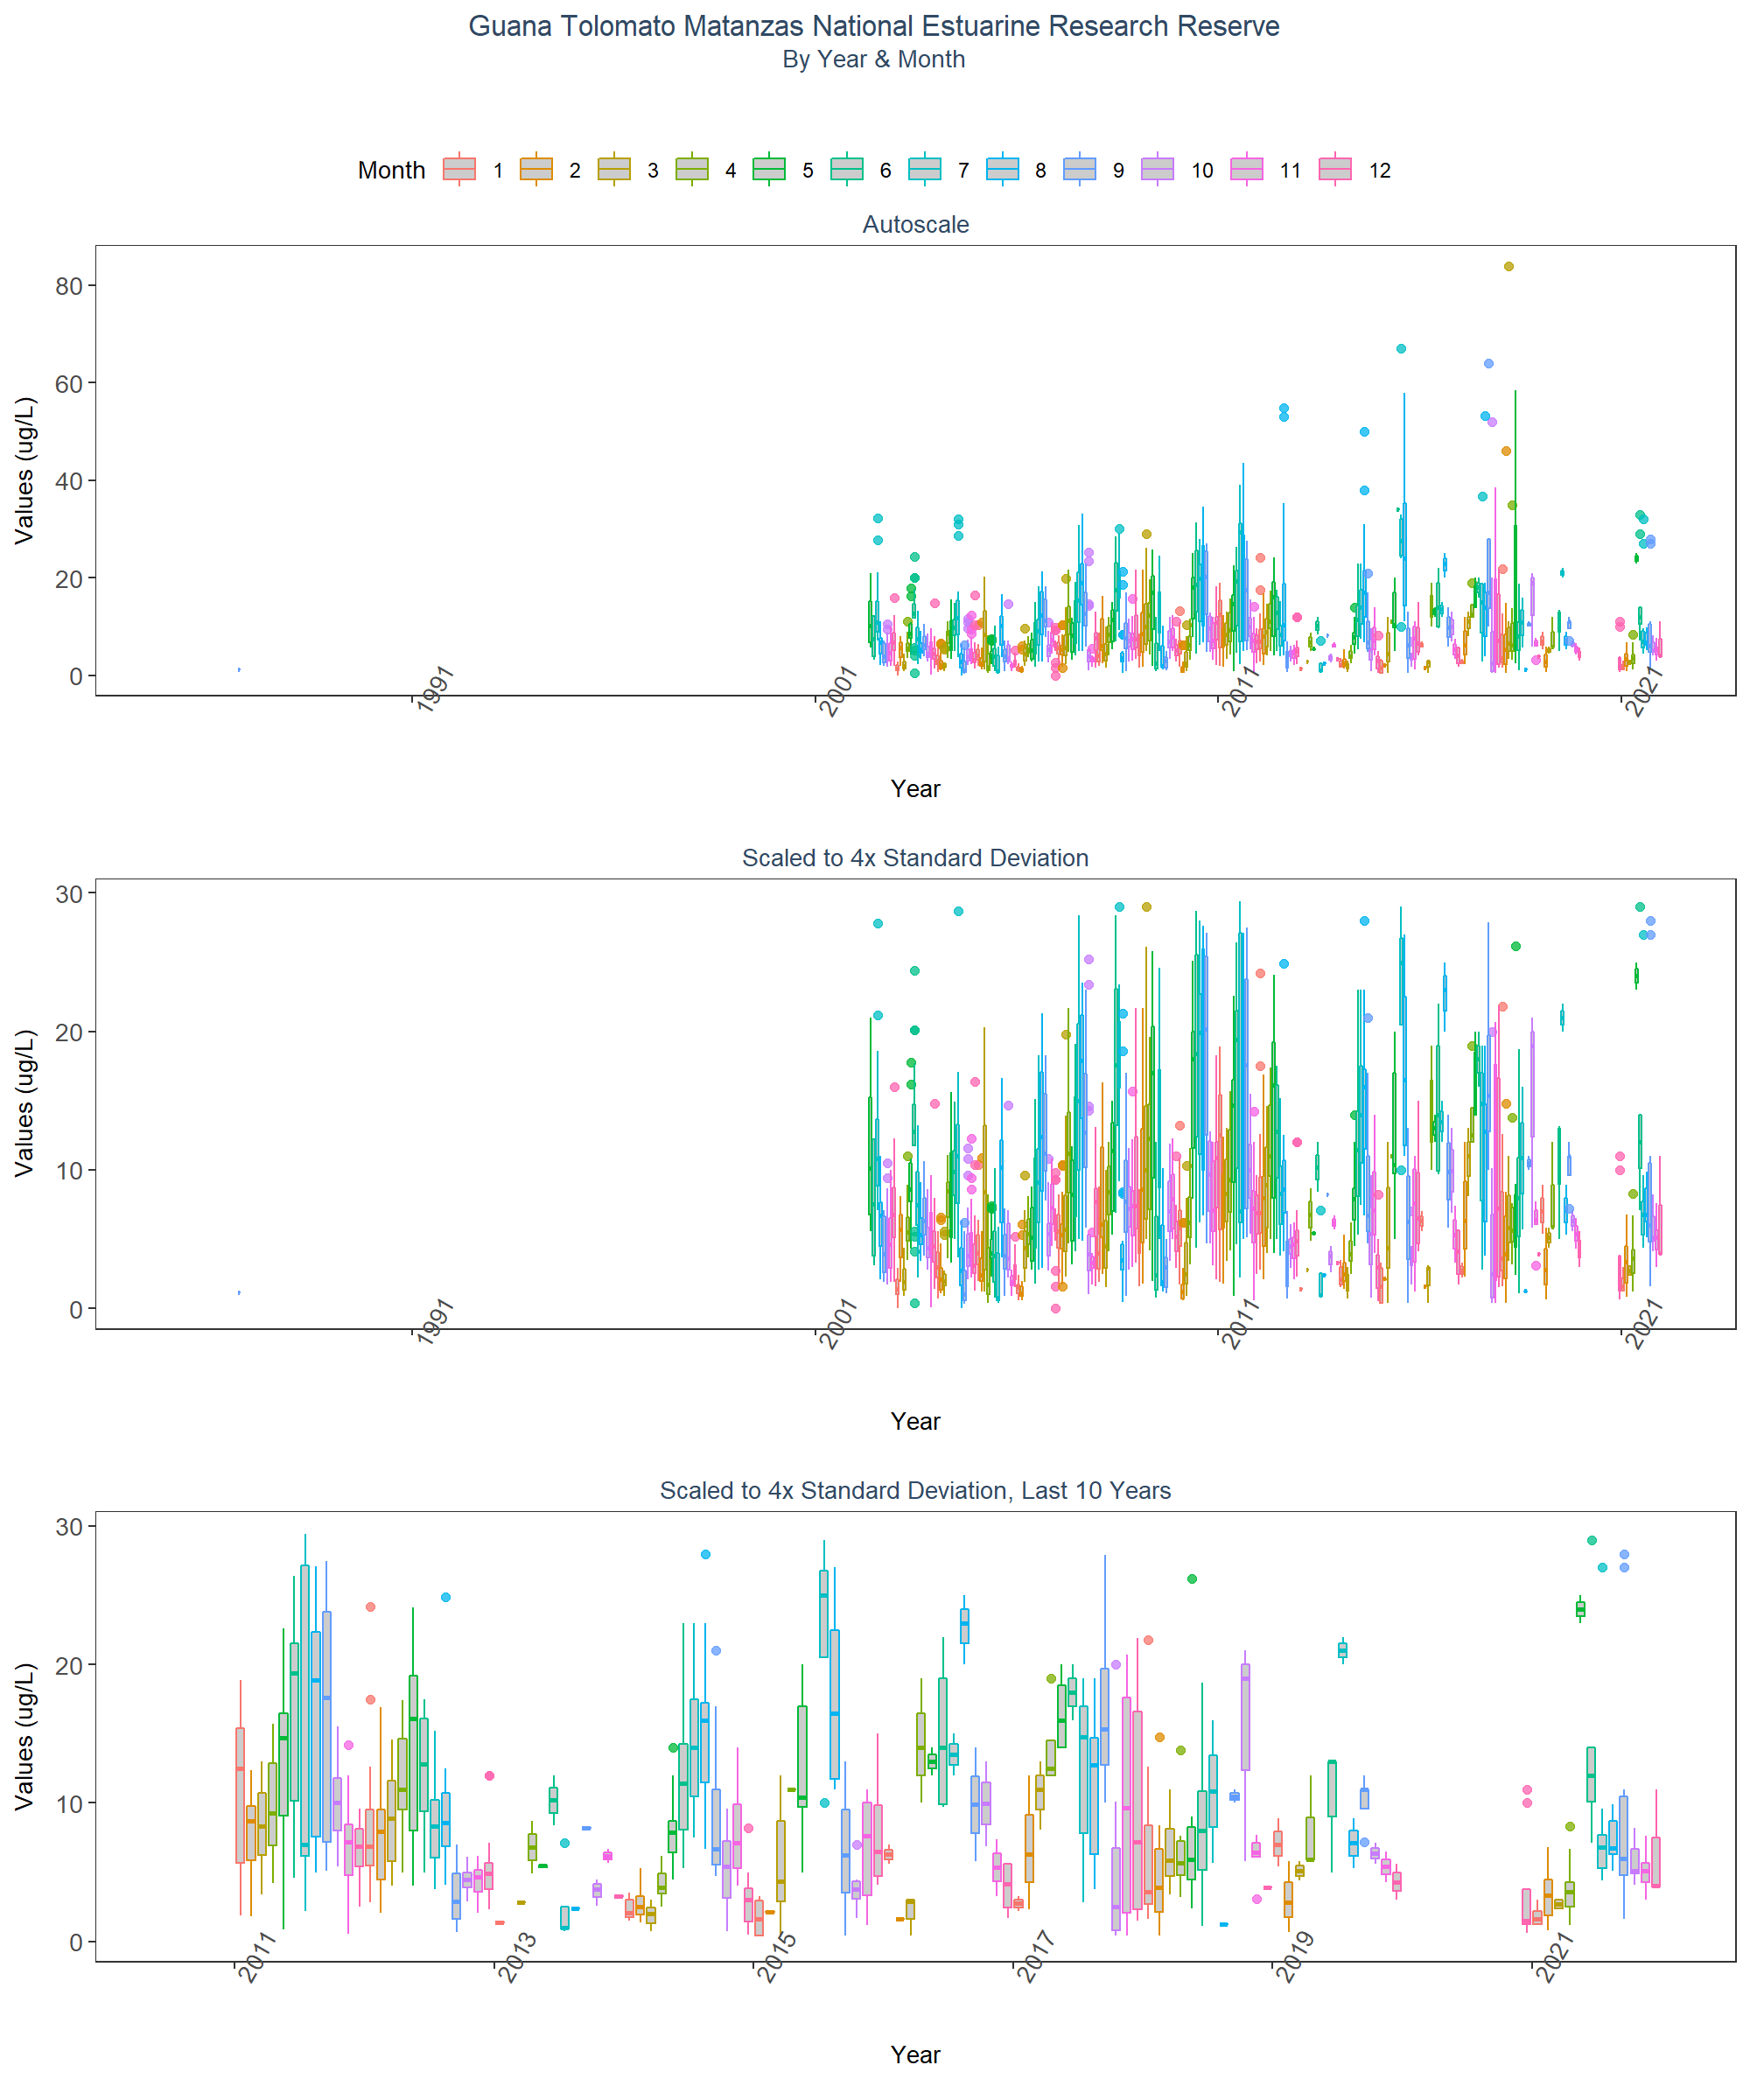 Guana Tolomato Matanzas National Estuarine Research Reserve
By Year & Month
Month 1 2 3 4 5 6 7 8 9 10 11 12
Autoscale
80
60
40
20
0
Values (ug/L)
1991 2001 2011 2021
Year
Scaled to 4x Standard Deviation
30
20
10
0
Values (ug/L)
1991 2001 2011 2021
Year
Scaled to 4x Standard Deviation, Last 10 Years
30
20
10
0
Values (ug/L)
2011 2013 2015 2017 2019 2021
Year